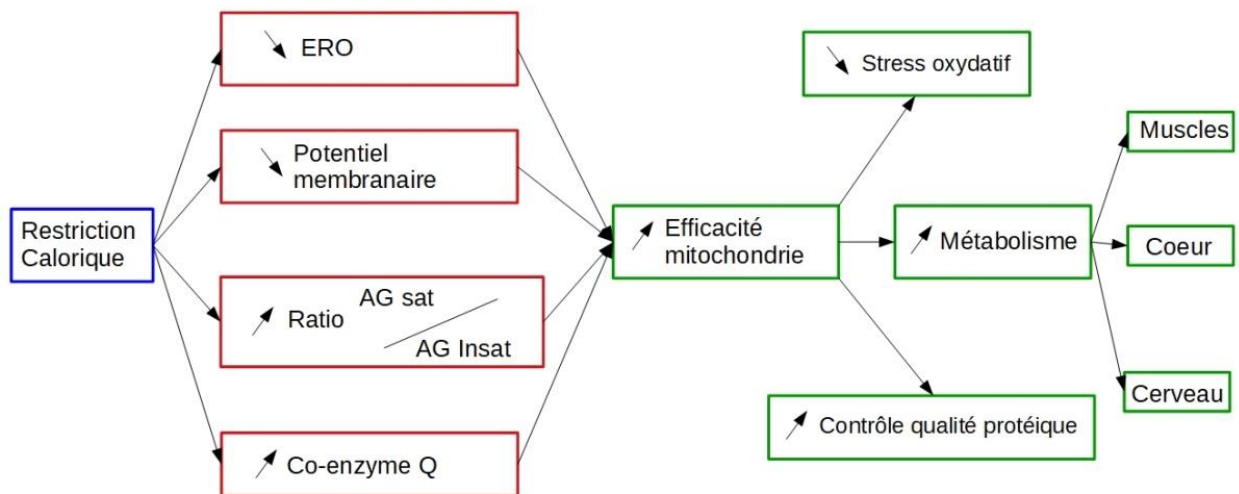 Restriction
Calorique
ERO
Potentiel
membranaire
Ratio
AG sat
AG Insat
Co-enzyme Q
Efficacité
mitochondrie
Stress oxydatif
Métabolisme
Contrôle qualité protéique
Muscles
Coeur
Cerveau